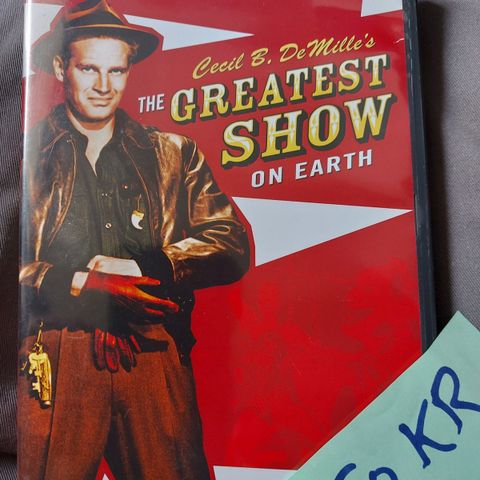 Cecil B. DeMille's
THE GREATEST
SHOW
ON EARTH
KR